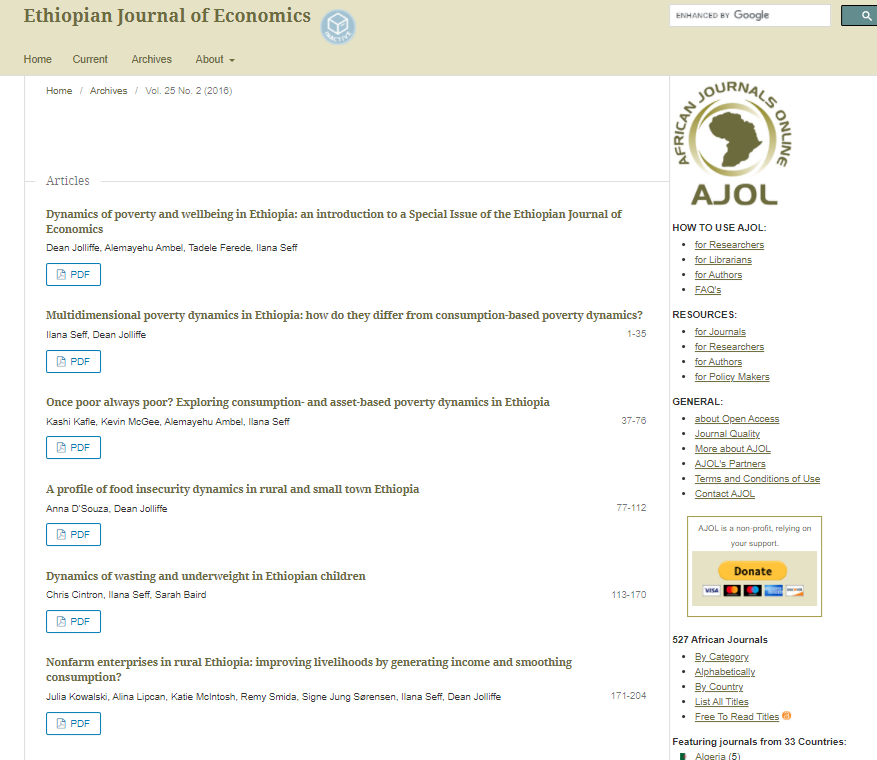 Ethiopian Journal of Economics
ENHANCED BY Google
Home Current Archives About
Home / Archives / Vol. 25 No. 2 (2016)
Articles
Dynamics of poverty and wellbeing in Ethiopia: an introduction to a Special Issue of the Ethiopian Journal of
Economics
Dean Jolliffe, Alemayehu Ambel, Tadele Ferede, Ilana Seff
PDF
Multidimensional poverty dynamics in Ethiopia: how do they differ from consumption-based poverty dynamics?
Ilana Seff, Dean Jolliffe 1-35
PDF
Once poor always poor? Exploring consumption- and asset-based poverty dynamics in Ethiopia
Kashi Kafle, Kevin McGee, Alemayehu Ambel, Ilana Seff 37-76
PDF
A profile of food insecurity dynamics in rural and small town Ethiopia
Anna D'Souza, Dean Jolliffe 77-112
PDF
Dynamics of wasting and underweight in Ethiopian children
Chris Cintron, Ilana Seff, Sarah Baird 113-170
PDF
Nonfarm enterprises in rural Ethiopia: improving livelihoods by generating income and smoothing
consumption?
Julia Kowalski, Alina Lipcan, Katie McIntosh, Remy Smida, Signe Jung Sørensen, Ilana Seff, Dean Jolliffe 171-204
PDF
AFRICAN JOURNALS ONLINE
AJOL
HOW TO USE AJOL:
for Researchers
for Librarians
for Authors
FAQ's
RESOURCES:
for Journals
for Researchers
for Authors
for Policy Makers
GENERAL:
about Open Access
Journal Quality
More about AJOL
AJOL's Partners
Terms and Conditions of Use
Contact AJOL
AJOL is a non-profit, relying on
your support.
Donate
VISA
527 African Journals
By Category
Alphabetically
By Country
List All Titles
Free To Read Titles
Featuring journals from 33 Countries:
Algeria (5)